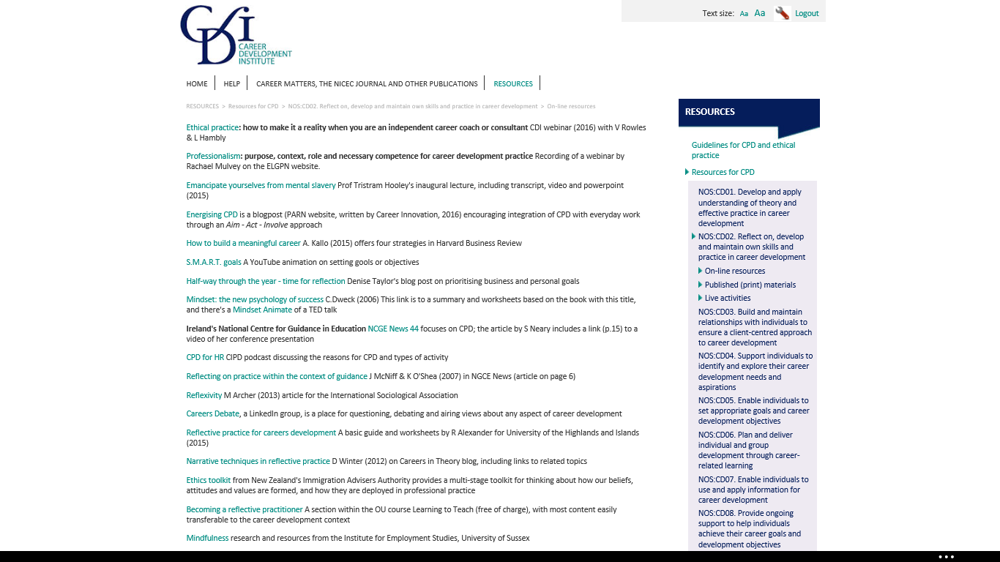 Text size: Aa Aa Logout
CDI
CAREER
DEVELOPMENT
INSTITUTE
HOME HELP CAREER MATTERS, THE NICEC JOURNAL AND OTHER PUBLICATIONS RESOURCES
RESOURCES > Resources for CPD > NOS:CD02. Reflect on, develop and maintain own skills and practice in career development > On-line resources
Ethical practice: how to make it a reality when you are an independent career coach or consultant CDI webinar (2016) with V Rowles
& L Hambly
Professionalism: purpose, context, role and necessary competence for career development practice Recording of a webinar by
Rachael Mulvey on the ELGPN website.
Emancipate yourselves from mental slavery Prof Tristram Hooley's inaugural lecture, including transcript, video and powerpoint
(2015)
Energising CPD is a blogpost (PARN website, written by Career Innovation, 2016) encouraging integration of CPD with everyday work
through an Aim - Act - Involve approach
How to build a meaningful career A. Kallo (2015) offers four strategies in Harvard Business Review
S.M.A.R.T. goals A YouTube animation on setting gools or objectives
Half-way through the year - time for reflection Denise Taylor's blog post on prioritising business and personal goals
Mindset: the new psychology of success C.Dweck (2006) This link is to a summary and worksheets based on the book with this title,
and there's a Mindset Animate of a TED talk
Ireland's National Centre for Guidance in Education NCGE News 44 focuses on CPD; the article by S Neary includes a link (p.15) to a
video of her conference presentation
CPD for HR CIPD podcast discussing the reasons for CPD and types of activity
Reflecting on practice within the context of guidance J McNiff & K O'Shea (2007) in NGCE News (article on page 6)
Reflexivity M Archer (2013) article for the International Sociological Association
Careers Debate, a LinkedIn group, is a place for questioning, debating and airing views about any aspect of career development
Reflective practice for careers development A basic guide and worksheets by R Alexander for University of the Highlands and Islands
(2015)
Narrative techniques in reflective practice D Winter (2012) on Careers in Theory blog, including links to related topics
Ethics toolkit from New Zealand's Immigration Advisers Authority provides a multi-stage toolkit for thinking about how our beliefs,
attitudes and values are formed, and how they are deployed in professional practice
Becoming a reflective practitioner A section within the OU course Learning to Teach (free of charge), with most content easily
transferable to the career development context
Mindfulness research and resources from the Institute for Employment Studies, University of Sussex
RESOURCES
Guidelines for CPD and ethical
practice
Resources for CPD
NOS:CD01. Develop and apply
understanding of theory and
effective practice in career
development
NOS:CD02. Reflect on, develop
and maintain own skills and
practice in career development
On-line resources
Published (print) materials
Live activities
NOS:CD03. Build and maintain
relationships with individuals to
ensure a client-centred approach
to career development
NOS:CD04. Support individuals to
identify and explore their career
development needs and
aspirations
NOS:CD05. Enable individuals to
set appropriate goals and career
development objectives
NOS:CD06. Plan and deliver
individual and group
development through career-
related learning
NOS:CD07. Enable individuals to
use and apply information for
career development
NOS:CD08. Provide ongoing
support to help individuals
achieve their career goals and
development objectives